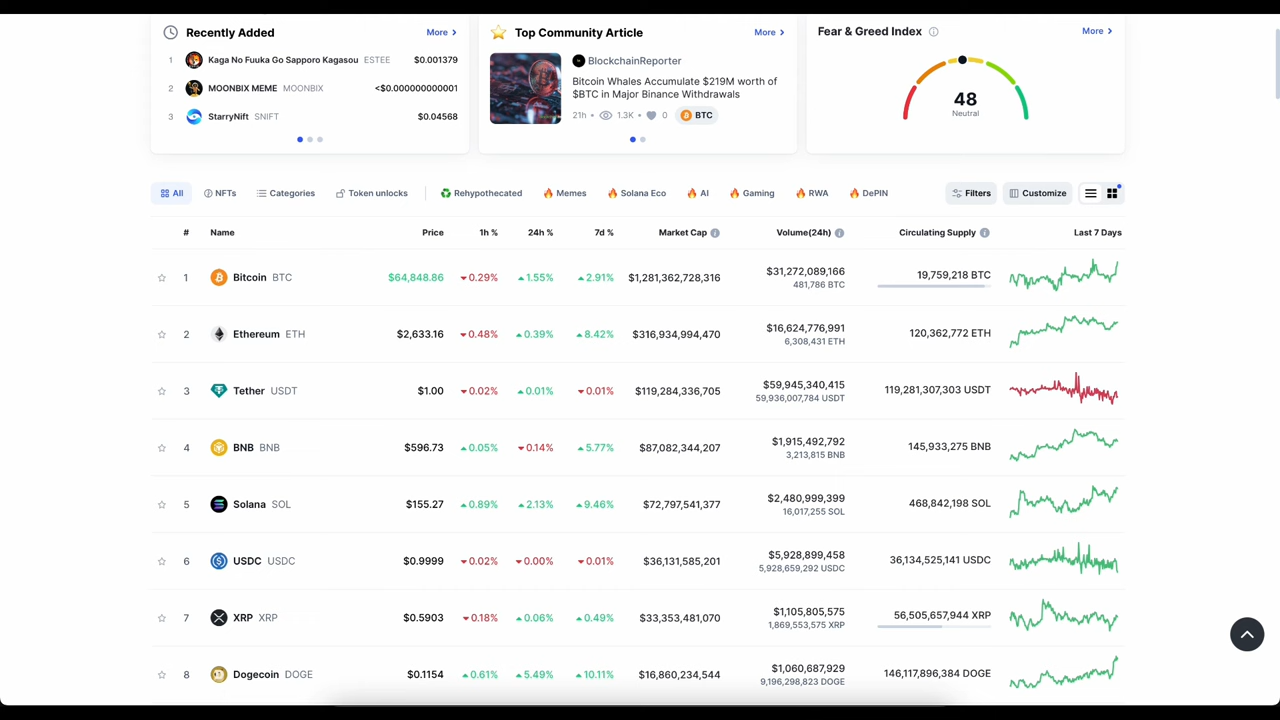 Recently Added
More >
1 Kaga No Fuuka Go Sapporo Kagasou ESTEE $0.001379
2 MOONBIX MEME MOONBIX <$0.000000000001
3 StarryNift SNIFT $0.04568
Top Community Article
More >
BlockchainReporter
Bitcoin Whales Accumulate $219M worth of
$BTC in Major Binance Withdrawals
21h • 1.3K • 0 BTC
Fear & Greed Index
More >
48
Neutral
All NFTs Categories Token unlocks Rehypothecated Memes Solana Eco AI Gaming RWA DePIN Filters Customize
# Name Price 1h % 24h % 7d % Market Cap Volume(24h) Circulating Supply Last 7 Days
1 Bitcoin BTC $64,848.86 0.29% 1.55% 2.91% $1,281,362,728,316 $31,272,089,166 19,759,218 BTC
481,786 BTC
2 Ethereum ETH $2,633.16 0.48% 0.39% 8.42% $316,934,994,470 $16,624,776,991 120,362,772 ETH
6,308,431 ETH
3 Tether USDT $1.00 0.02% 0.01% 0.01% $119,284,336,705 $59,945,340,415 119,281,307,303 USDT
59,936,007,784 USDT
4 BNB BNB $596.73 0.05% 0.14% 5.77% $87,082,344,207 $1,915,492,792 145,933,275 BNB
3,213,815 BNB
5 Solana SOL $155.27 0.89% 2.13% 9.46% $72,797,541,377 $2,480,999,399 468,842,198 SOL
16,017,255 SOL
6 USDC USDC $0.9999 0.02% 0.00% 0.01% $36,131,585,201 $5,928,899,458 36,134,525,141 USDC
5,928,659,292 USDC
7 XRP XRP $0.5903 0.18% 0.06% 0.49% $33,353,481,070 $1,105,805,575 56,505,657,944 XRP
1,869,553,575 XRP
8 Dogecoin DOGE $0.1154 0.61% 5.49% 10.11% $16,860,234,544 $1,060,687,929 146,117,896,384 DOGE
9,196,298,823 DOGE